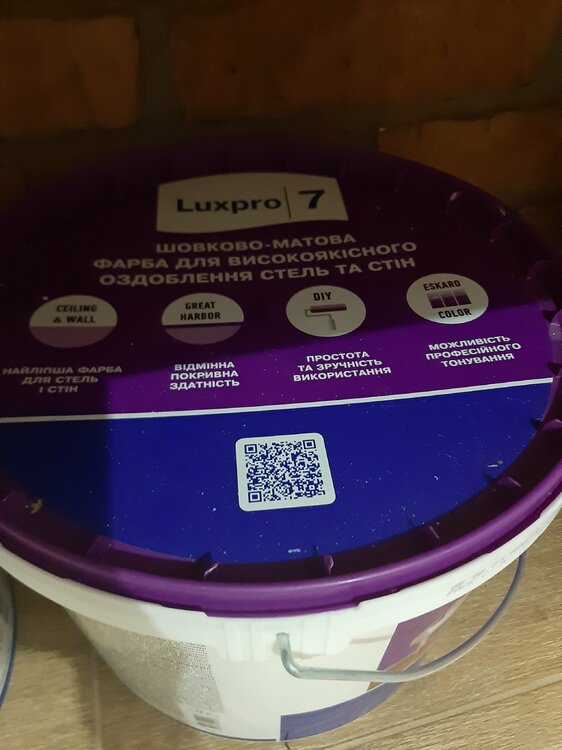 Luxpro 7
ШОВКОВО-МАТОВА
ФАРБА ДЛЯ ВИСОКОЯКІСНОГО
ОЗДОБЛЕННЯ СТЕЛЬ ТА СТІН
CEILING
& WALL
НАЙЛІПША ФАРБА
ДЛЯ СТЕЛЬ
І СТІН
GREAT
HARBOR
ВІДМІННА
ПОКРИВНА
ЗДАТНІСТЬ
DIY
ПРОСТОТА
ТА ЗРУЧНІСТЬ
ВИКОРИСТАННЯ
ESKARO
COLOR
МОЖЛИВІСТЬ
ПРОФЕСІЙНОГО
ТОНУВАННЯ